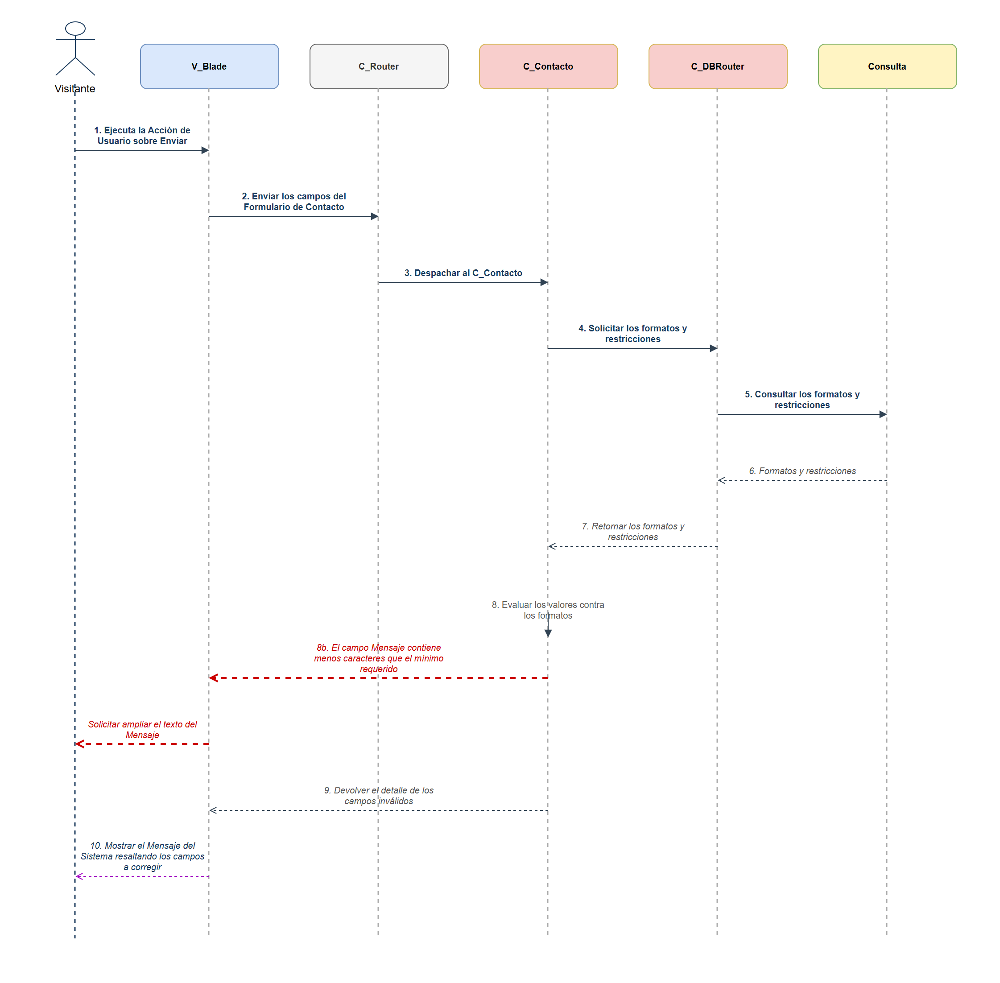 Visitante
V_Blade
C_Router
C_Contacto
C_DBRouter
Consulta
1. Ejecuta la Acción de
Usuario sobre Enviar
2. Enviar los campos del
Formulario de Contacto
3. Despachar al C_Contacto
4. Solicitar los formatos y
restricciones
5. Consultar los formatos y
restricciones
6. Formatos y restricciones
7. Retornar los formatos y
restricciones
8. Evaluar los valores contra
los formatos
8b. El campo Mensaje contiene
menos caracteres que el mínimo
requerido
Solicitar ampliar el texto del
Mensaje
9. Devolver el detalle de los
campos inválidos
10. Mostrar el Mensaje del
Sistema resaltando los campos
a corregir